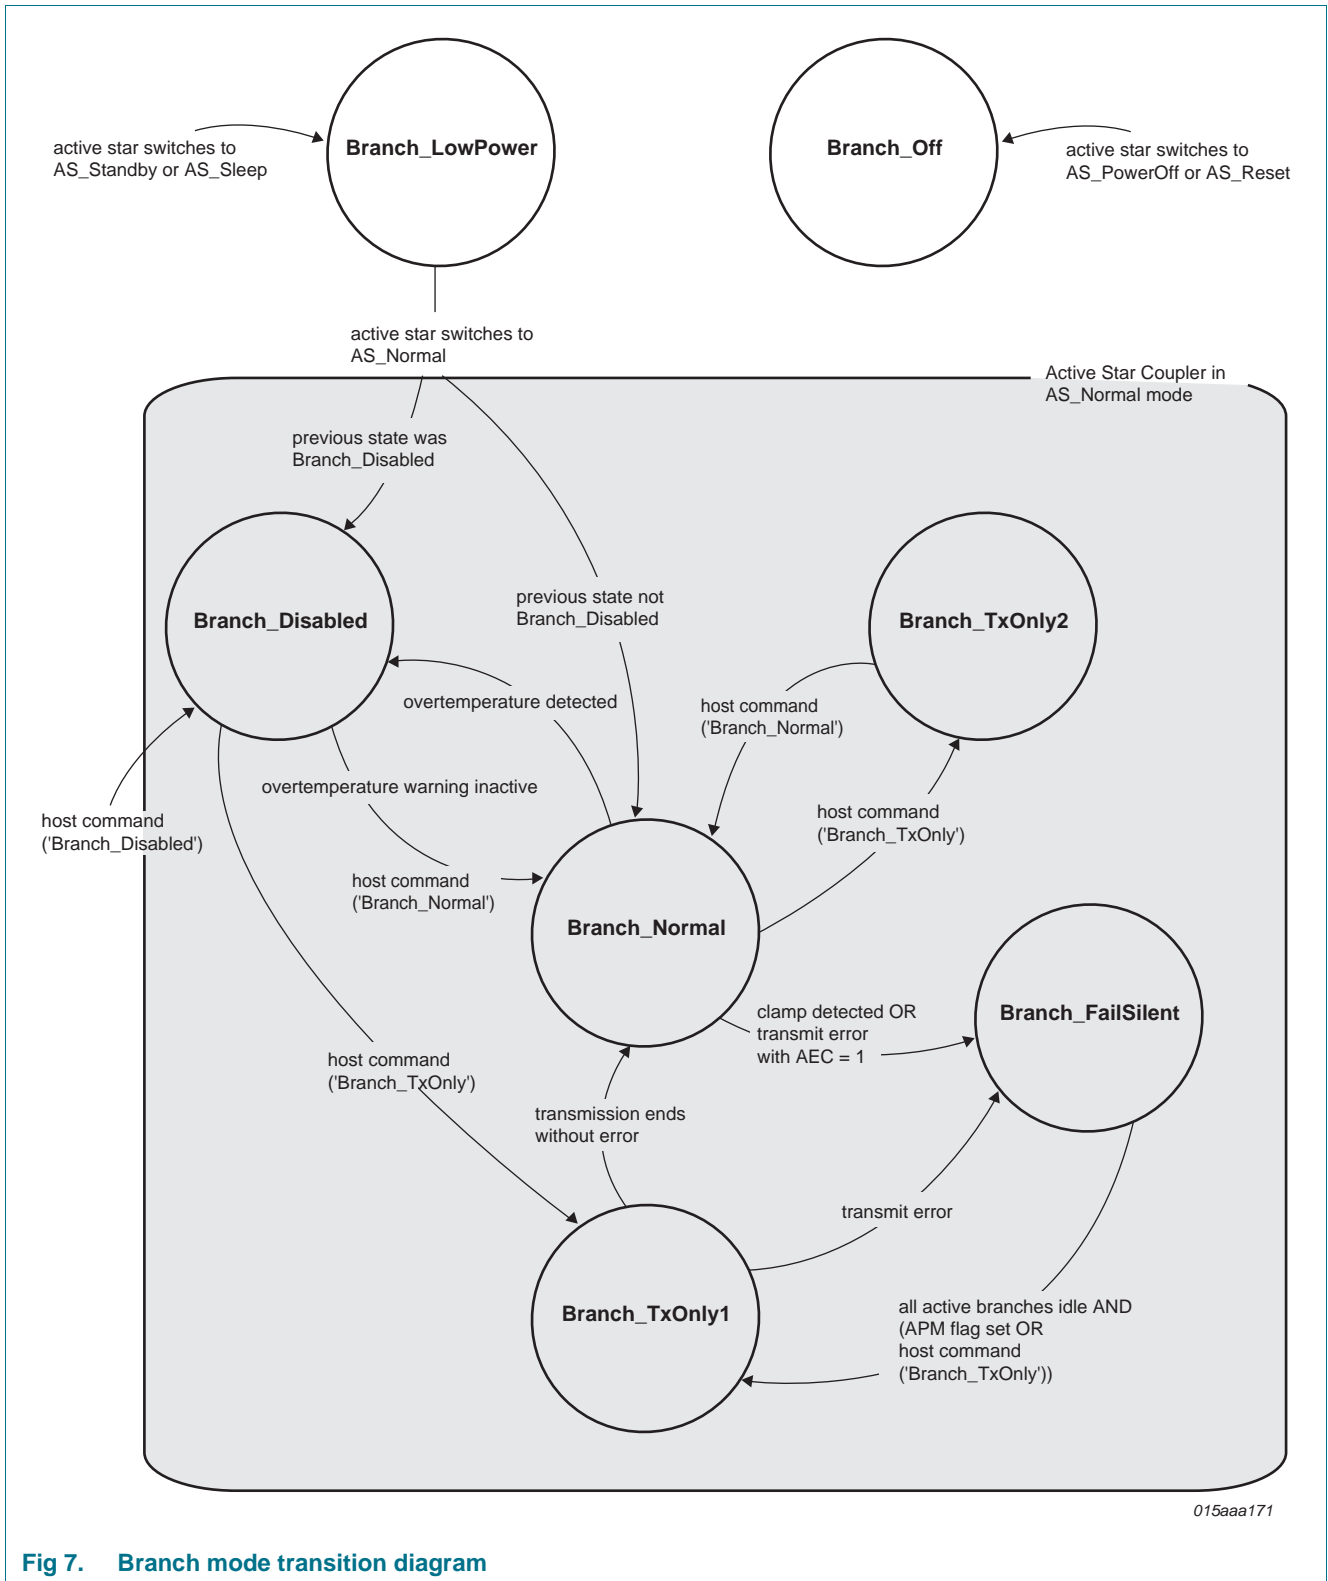 Branch_LowPower
Branch_Off
active star switches to
AS_Standby or AS_Sleep
active star switches to
AS_PowerOff or AS_Reset
active star switches to
AS_Normal
Active Star Coupler in
AS_Normal mode
previous state was
Branch_Disabled
previous state not
Branch_Disabled
Branch_Disabled
Branch_TxOnly2
overtemperature detected
host command
('Branch_Normal')
overtemperature warning inactive
host command
('Branch_Disabled')
host command
('Branch_TxOnly')
host command
('Branch_Normal')
Branch_Normal
clamp detected OR
transmit error
with AEC = 1
Branch_FailSilent
host command
('Branch_TxOnly')
transmission ends
without error
transmit error
Branch_TxOnly1
all active branches idle AND
(APM flag set OR
host command
('Branch_TxOnly'))
015aaa171
Fig 7. Branch mode transition diagram